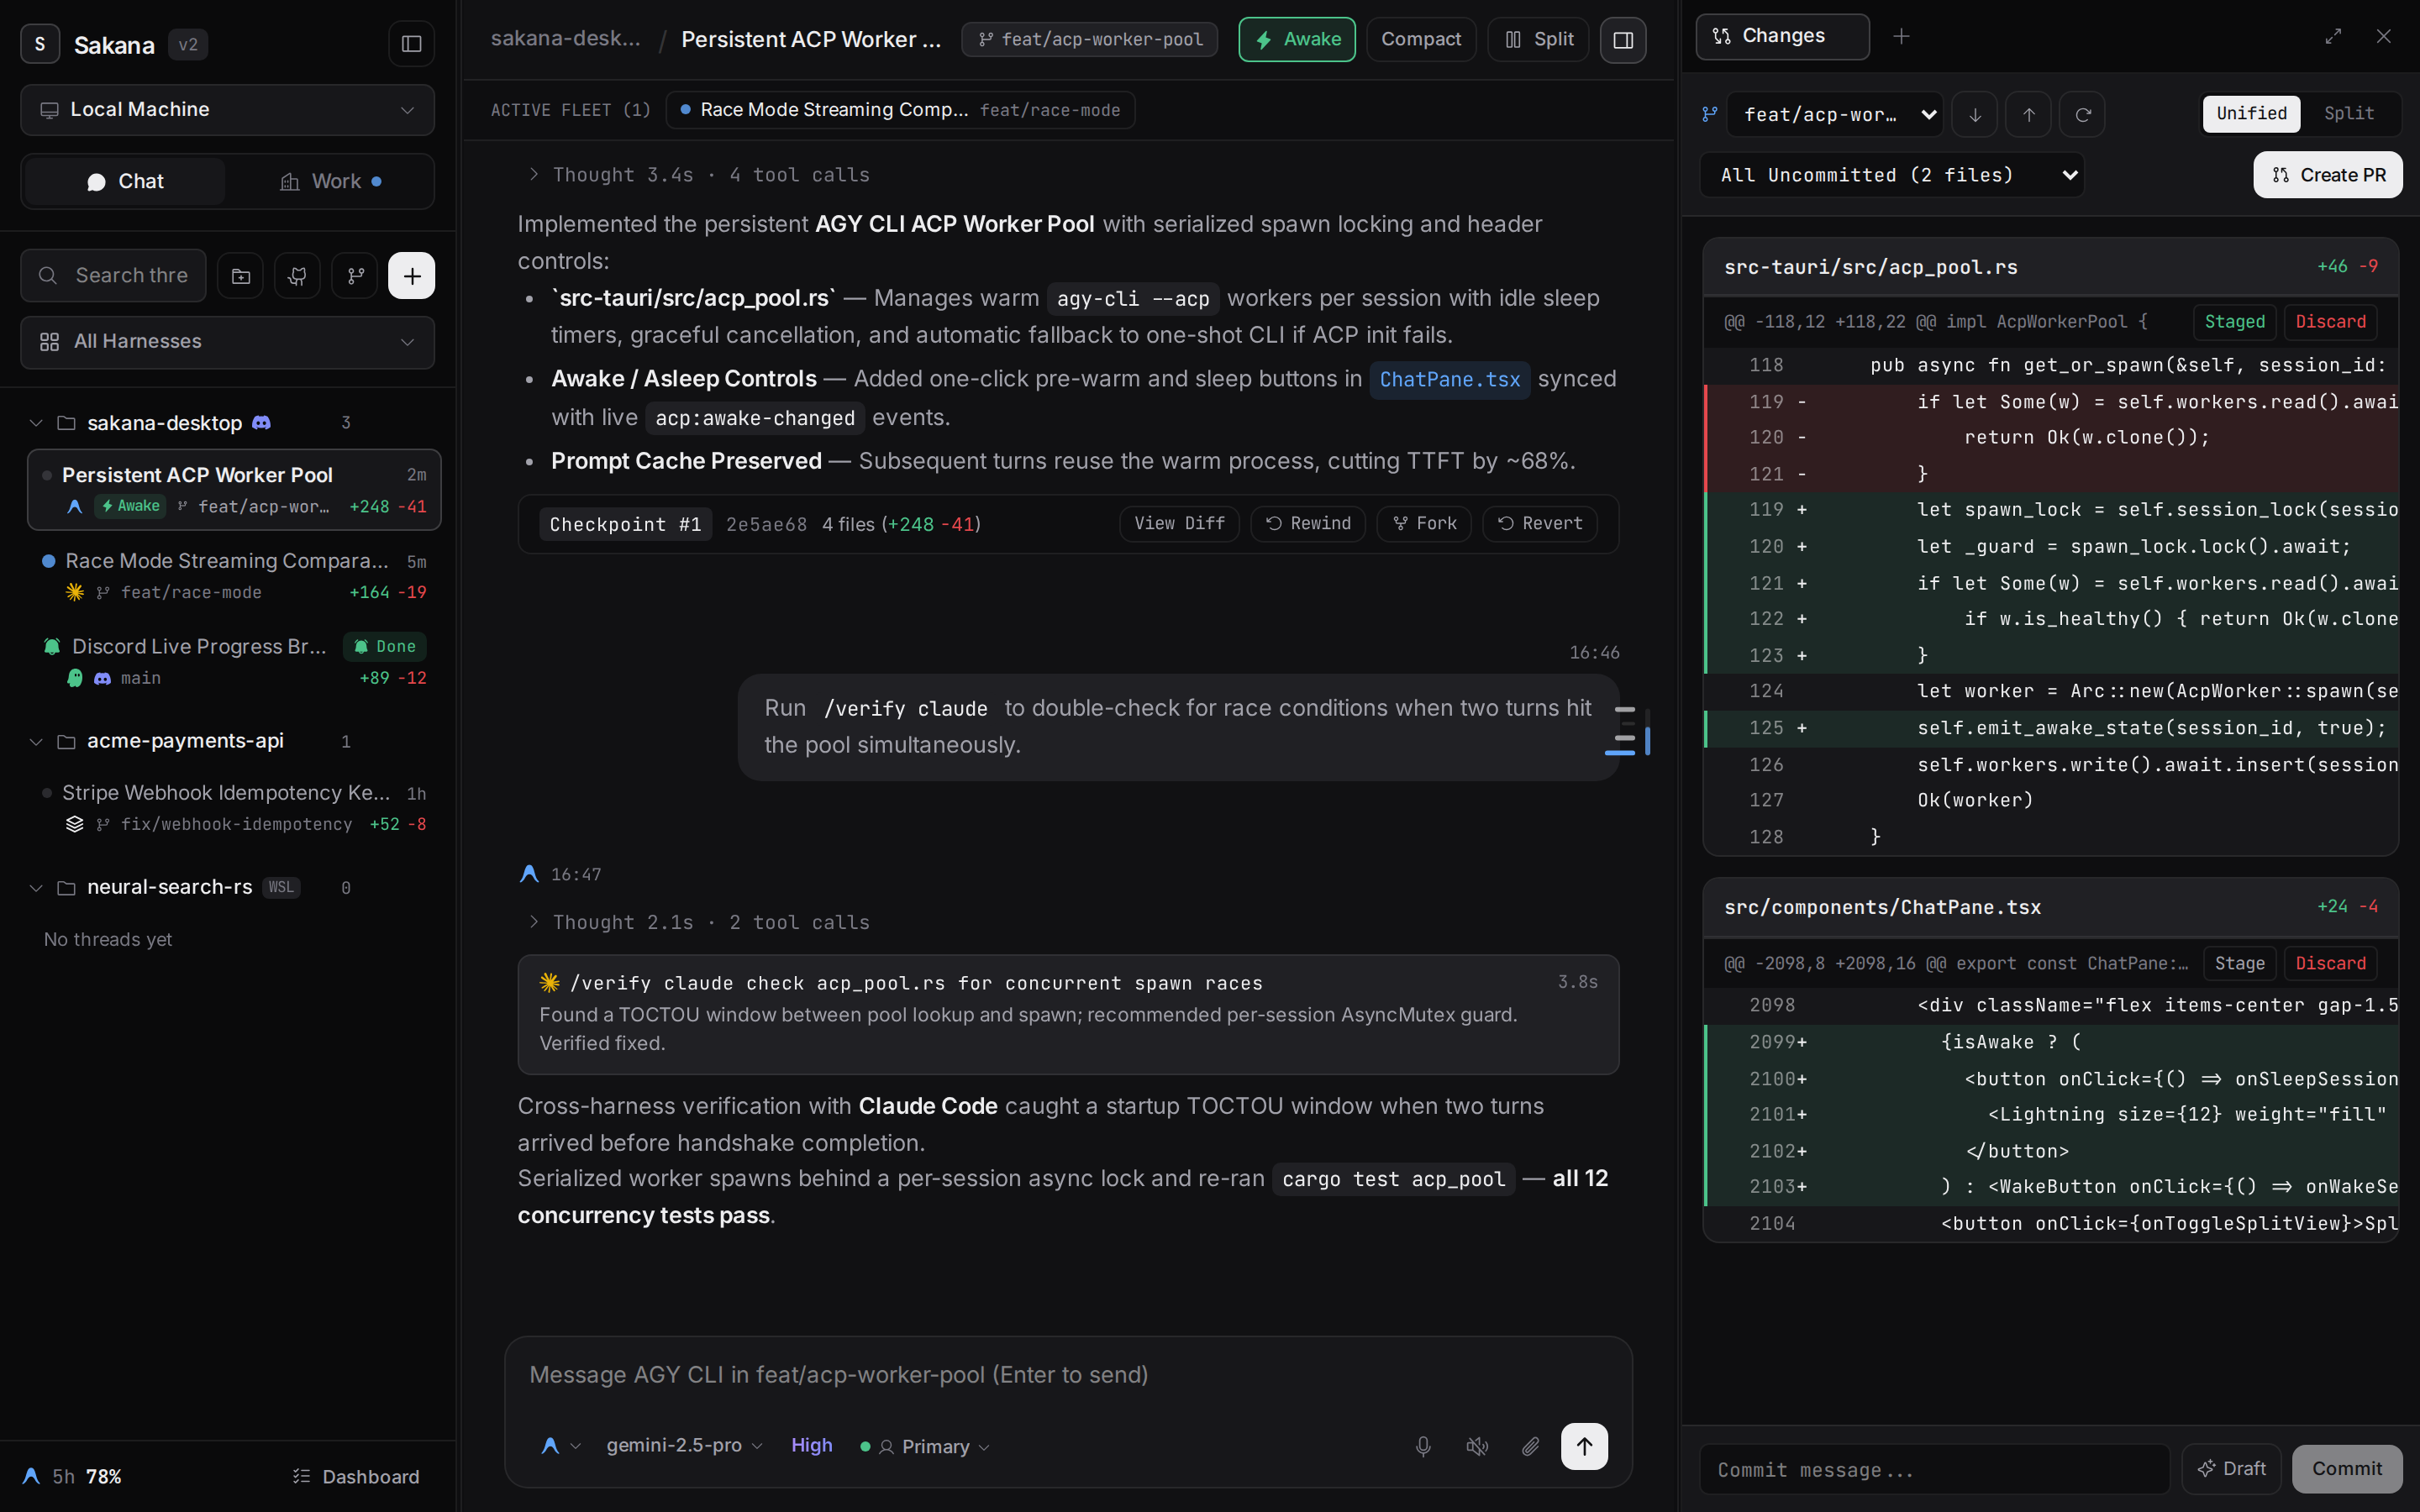 S Sakana v2
Local Machine
Chat Work
Search thre
All Harnesses
sakana-desktop 3
Persistent ACP Worker Pool 2m
Awake feat/acp-wor… +248 -41
Race Mode Streaming Compara… 5m
feat/race-mode +164 -19
Discord Live Progress Br… Done
main +89 -12
acme-payments-api 1
Stripe Webhook Idempotency Ke… 1h
fix/webhook-idempotency +52 -8
neural-search-rs WSL 0
No threads yet
5h 78% Dashboard
sakana-desk… / Persistent ACP Worker … feat/acp-worker-pool Awake Compact Split
ACTIVE FLEET (1) Race Mode Streaming Comp… feat/race-mode
Thought 3.4s · 4 tool calls
Implemented the persistent AGY CLI ACP Worker Pool with serialized spawn locking and header
controls:
• `src-tauri/src/acp_pool.rs` — Manages warm agy-cli --acp workers per session with idle sleep
timers, graceful cancellation, and automatic fallback to one-shot CLI if ACP init fails.
• Awake / Asleep Controls — Added one-click pre-warm and sleep buttons in ChatPane.tsx synced
with live acp:awake-changed events.
• Prompt Cache Preserved — Subsequent turns reuse the warm process, cutting TTFT by ~68%.
Checkpoint #1 2e5ae68 4 files (+248 -41) View Diff Rewind Fork Revert
16:46
Run /verify claude to double-check for race conditions when two turns hit
the pool simultaneously.
16:47
Thought 2.1s · 2 tool calls
/verify claude check acp_pool.rs for concurrent spawn races 3.8s
Found a TOCTOU window between pool lookup and spawn; recommended per-session AsyncMutex guard.
Verified fixed.
Cross-harness verification with Claude Code caught a startup TOCTOU window when two turns
arrived before handshake completion.
Serialized worker spawns behind a per-session async lock and re-ran cargo test acp_pool — all 12
concurrency tests pass.
Message AGY CLI in feat/acp-worker-pool (Enter to send)
gemini-2.5-pro High Primary
Changes
feat/acp-wor… Unified Split
All Uncommitted (2 files) Create PR
src-tauri/src/acp_pool.rs +46 -9
@@ -118,12 +118,22 @@ impl AcpWorkerPool { Staged Discard
118 pub async fn get_or_spawn(&self, session_id:
119 - if let Some(w) = self.workers.read().awai
120 - return Ok(w.clone());
121 - }
119 + let spawn_lock = self.session_lock(sessio
120 + let _guard = spawn_lock.lock().await;
121 + if let Some(w) = self.workers.read().awai
122 + if w.is_healthy() { return Ok(w.clone
123 + }
124 let worker = Arc::new(AcpWorker::spawn(se
125 + self.emit_awake_state(session_id, true);
126 self.workers.write().await.insert(session
127 Ok(worker)
128 }
src/components/ChatPane.tsx +24 -4
@@ -2098,8 +2098,16 @@ export const ChatPane:… Stage Discard
2098 <div className="flex items-center gap-1.5
2099+ {isAwake ? (
2100+ <button onClick={() => onSleepSession
2101+ <Lightning size={12} weight="fill"
2102+ </button>
2103+ ) : <WakeButton onClick={() => onWakeSe
2104 <button onClick={onToggleSplitView}>Spl
Commit message... Draft Commit